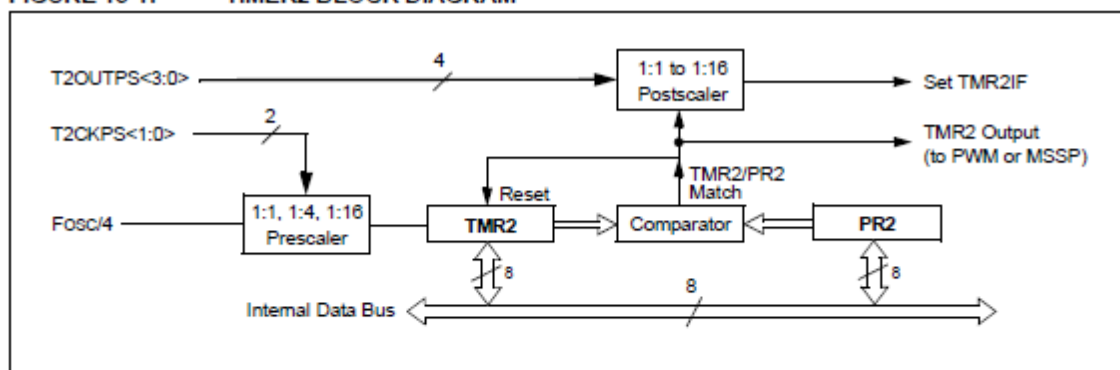 TIMER2 BLOCK DIAGRAM
T2OUTPS<3:0>
4
1:1 to 1:16
Postscaler
Set TMR2IF
T2CKPS<1:0>
2
TMR2 Output
(to PWM or MSSP)
TMR2/PR2
Match
Reset
Fosc/4
1:1, 1:4, 1:16
Prescaler
TMR2
Comparator
PR2
8
8
8
Internal Data Bus